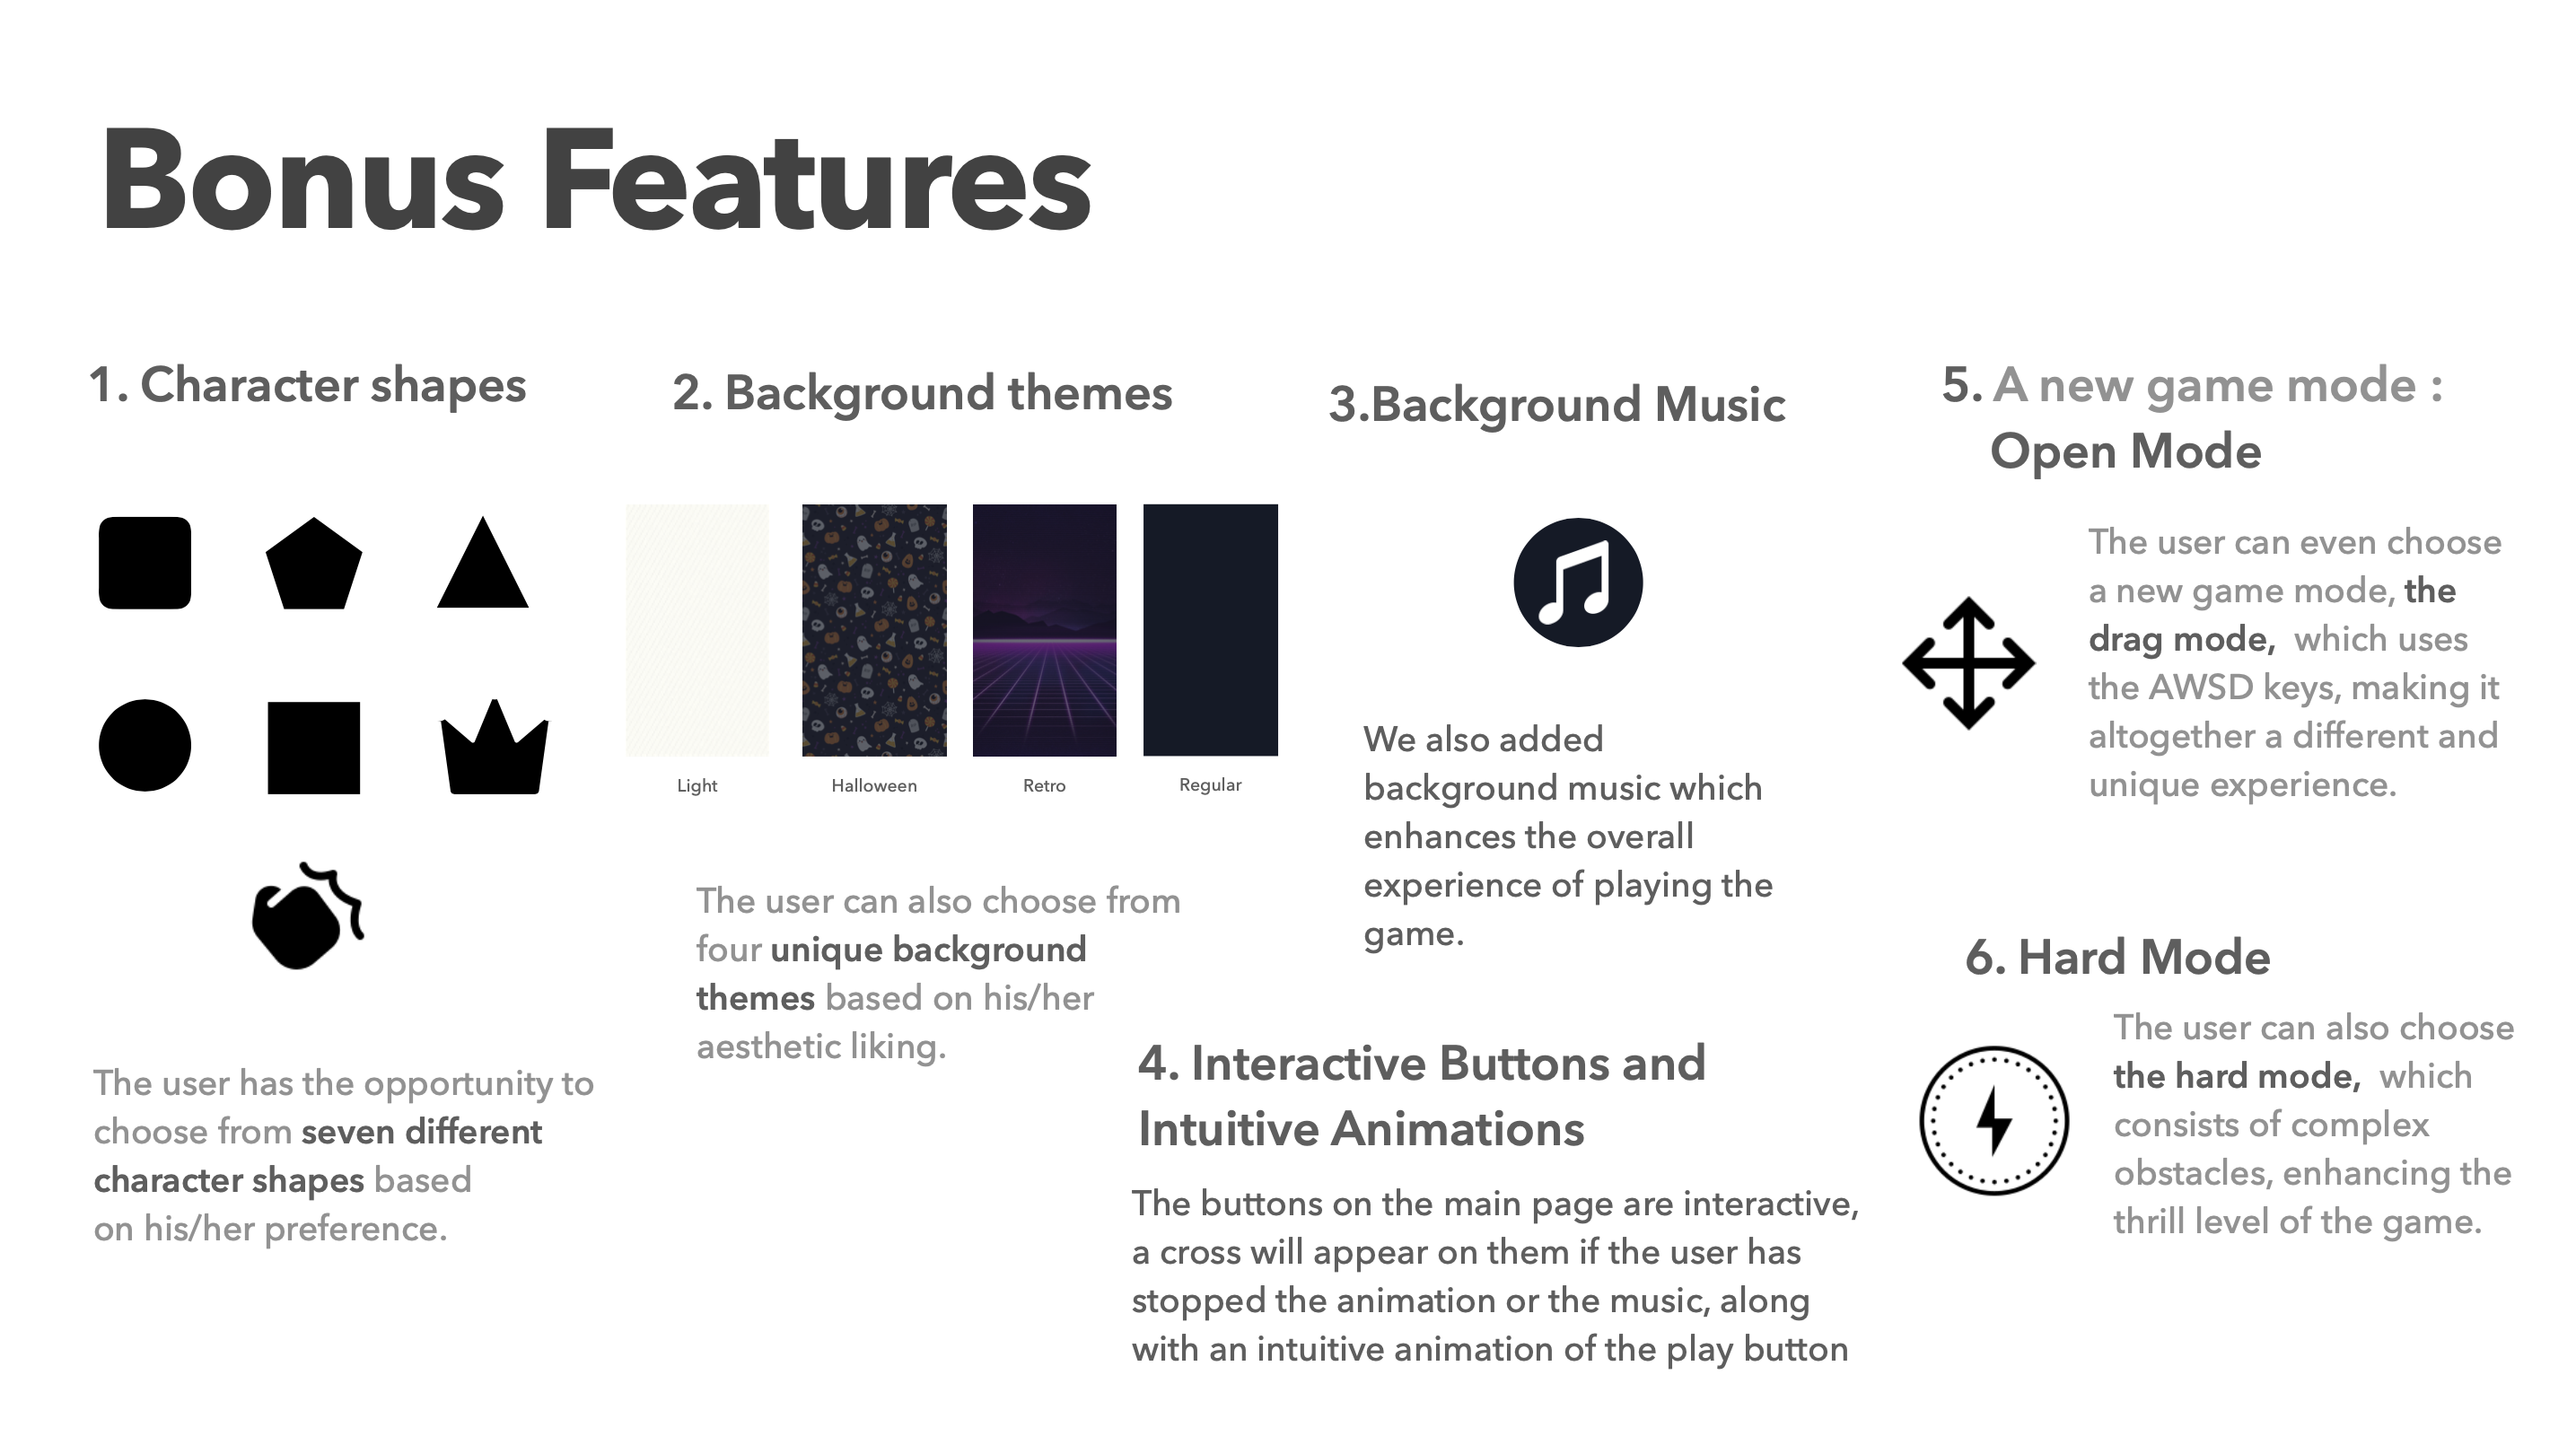 Bonus Features
1. Character shapes
The user has the opportunity to
choose from seven different
character shapes based
on his/her preference.
2. Background themes
Light
Halloween
Retro
Regular
The user can also choose from
four unique background
themes based on his/her
aesthetic liking.
3.Background Music
We also added
background music which
enhances the overall
experience of playing the
game.
4. Interactive Buttons and
Intuitive Animations
The buttons on the main page are interactive,
a cross will appear on them if the user has
stopped the animation or the music, along
with an intuitive animation of the play button
5. A new game mode :
Open Mode
The user can even choose
a new game mode, the
drag mode, which uses
the AWSD keys, making it
altogether a different and
unique experience.
6. Hard Mode
The user can also choose
the hard mode, which
consists of complex
obstacles, enhancing the
thrill level of the game.